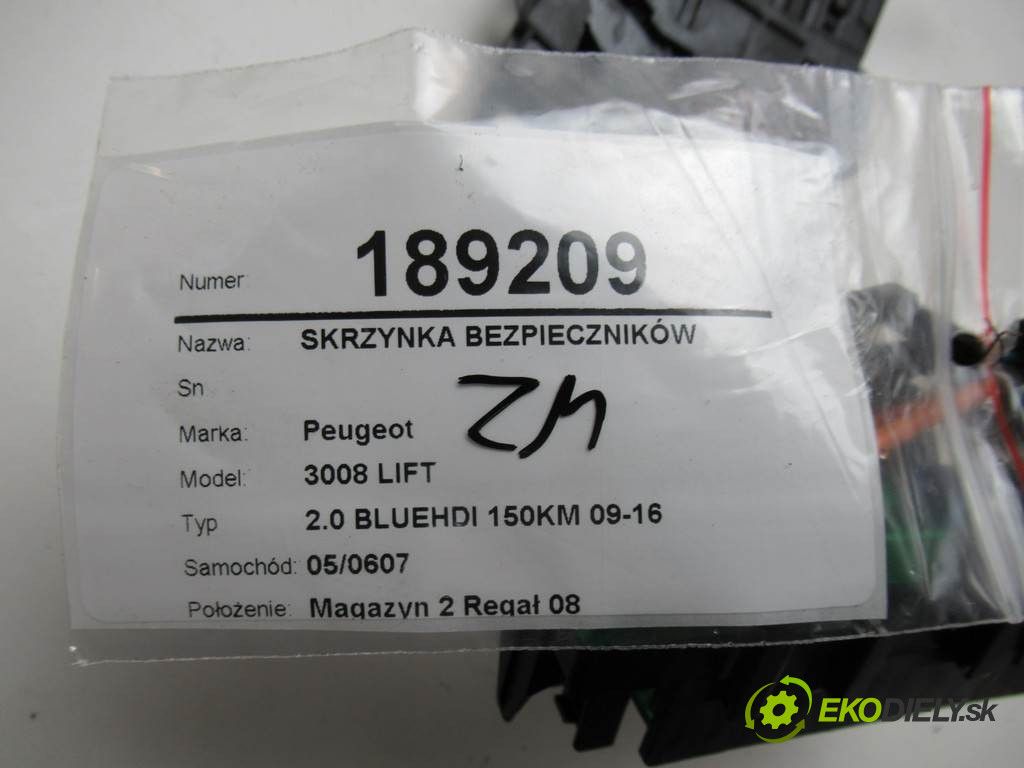 Numer: 189209
Nazwa: SKRZYNKA BEZPIECZNIKÓW
Sn
Marka: Peugeot
Model: 3008 LIFT
Typ 2.0 BLUEHDI 150KM 09-16
Samochód: 05/0607
Położenie: Magazyn 2 Regał 08
EKODIELY.sk